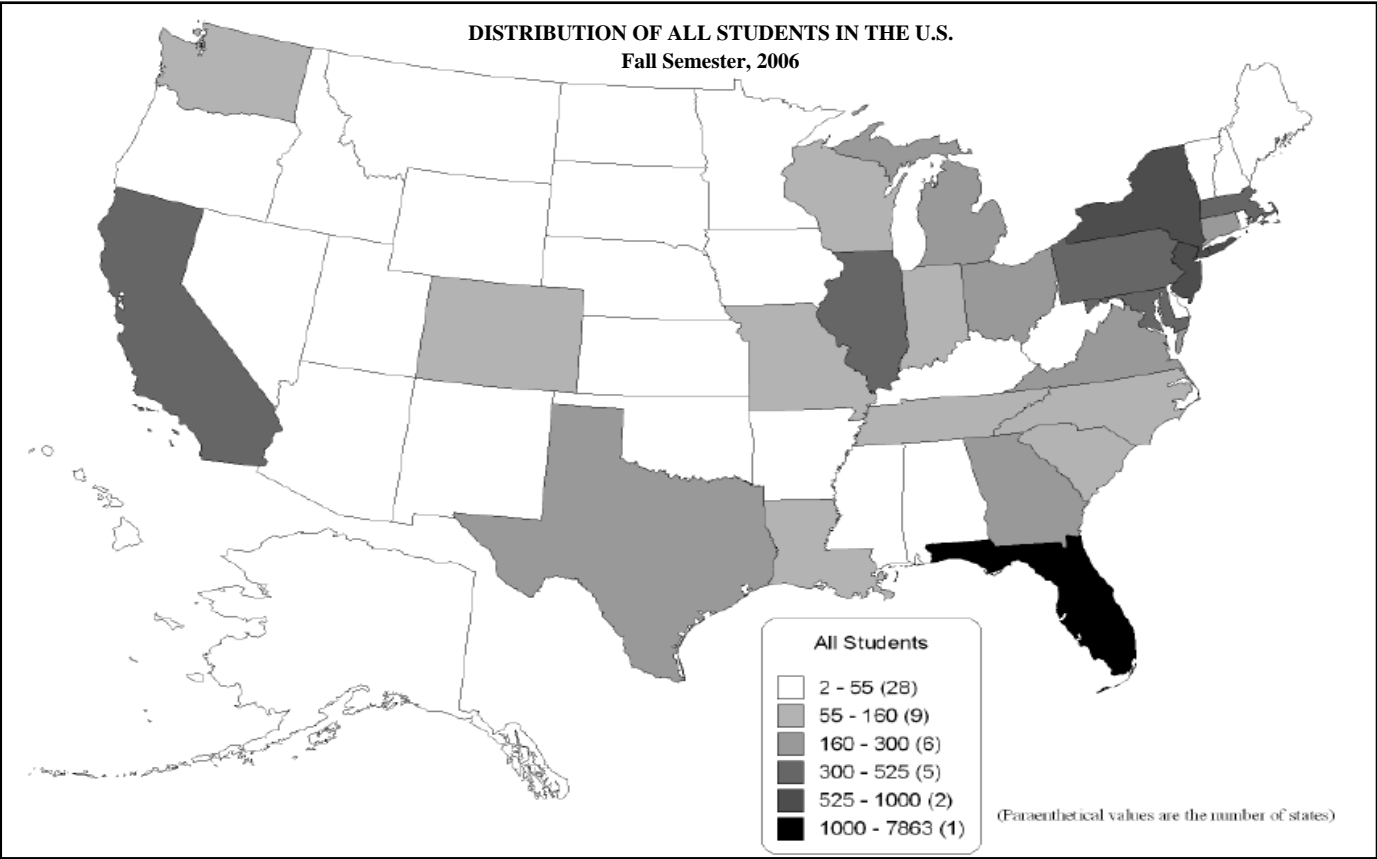 DISTRIBUTION OF ALL STUDENTS IN THE U.S.
Fall Semester, 2006
All Students
2 - 55 (28)
55 - 160 (9)
160 - 300 (6)
300 - 525 (5)
525 - 1000 (2)
1000 - 7863 (1)
(Paraenthetical values are the number of states)